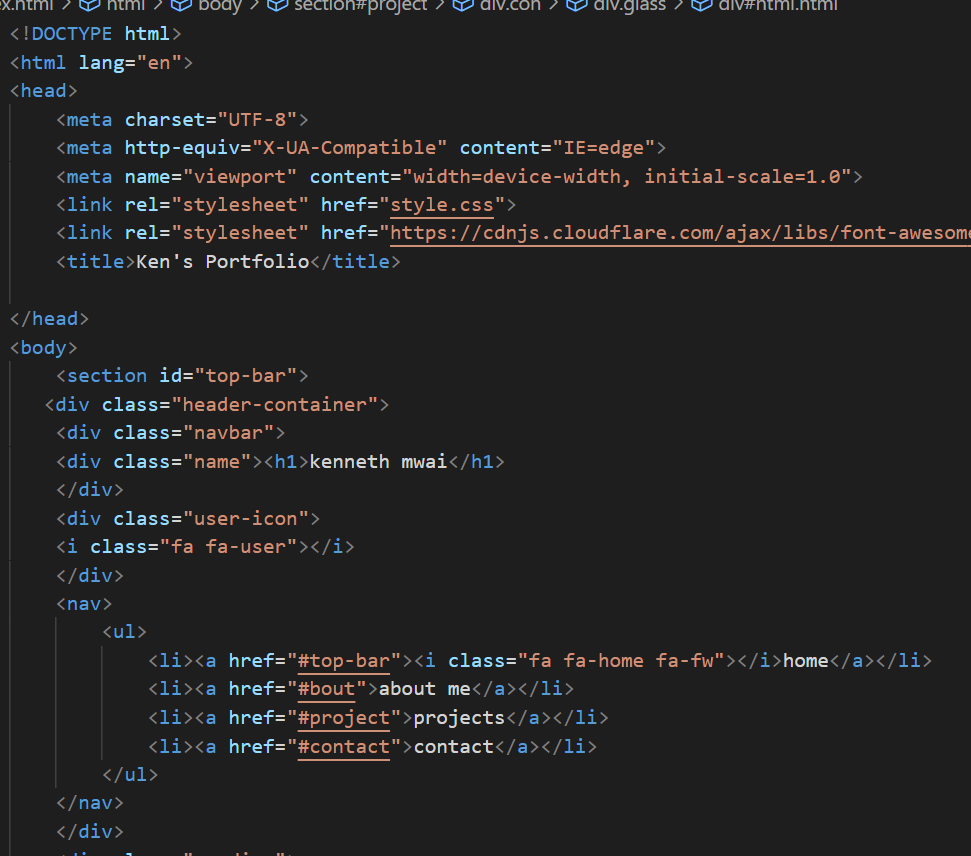 ex.html > html > body > section#project > div.con > div.glass > div#html.html
<!DOCTYPE html>
<html lang="en">
<head>
    <meta charset="UTF-8">
    <meta http-equiv="X-UA-Compatible" content="IE=edge">
    <meta name="viewport" content="width=device-width, initial-scale=1.0">
    <link rel="stylesheet" href="style.css">
    <link rel="stylesheet" href="https://cdnjs.cloudflare.com/ajax/libs/font-awesome
    <title>Ken's Portfolio</title>
</head>
<body>
    <section id="top-bar">
   <div class="header-container">
    <div class="navbar">
    <div class="name"><h1>kenneth mwai</h1>
    </div>
    <div class="user-icon">
    <i class="fa fa-user"></i>
    </div>
    <nav>
        <ul>
            <li><a href="#top-bar"><i class="fa fa-home fa-fw"></i>home</a></li>
            <li><a href="#bout">about me</a></li>
            <li><a href="#project">projects</a></li>
            <li><a href="#contact">contact</a></li>
        </ul>
    </nav>
    </div>